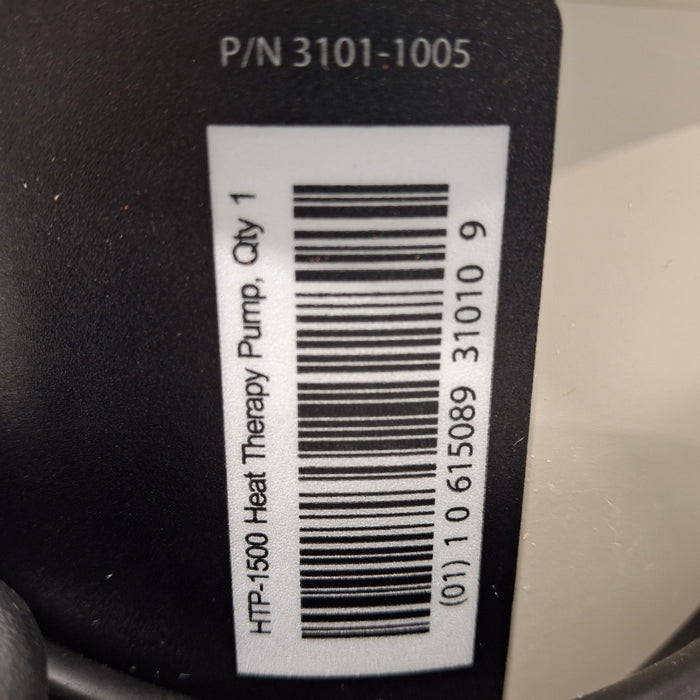 P/N 3101-1005
HTP-1500 Heat Therapy Pump, Qty 1
(01) 1 0 615089 31010 9